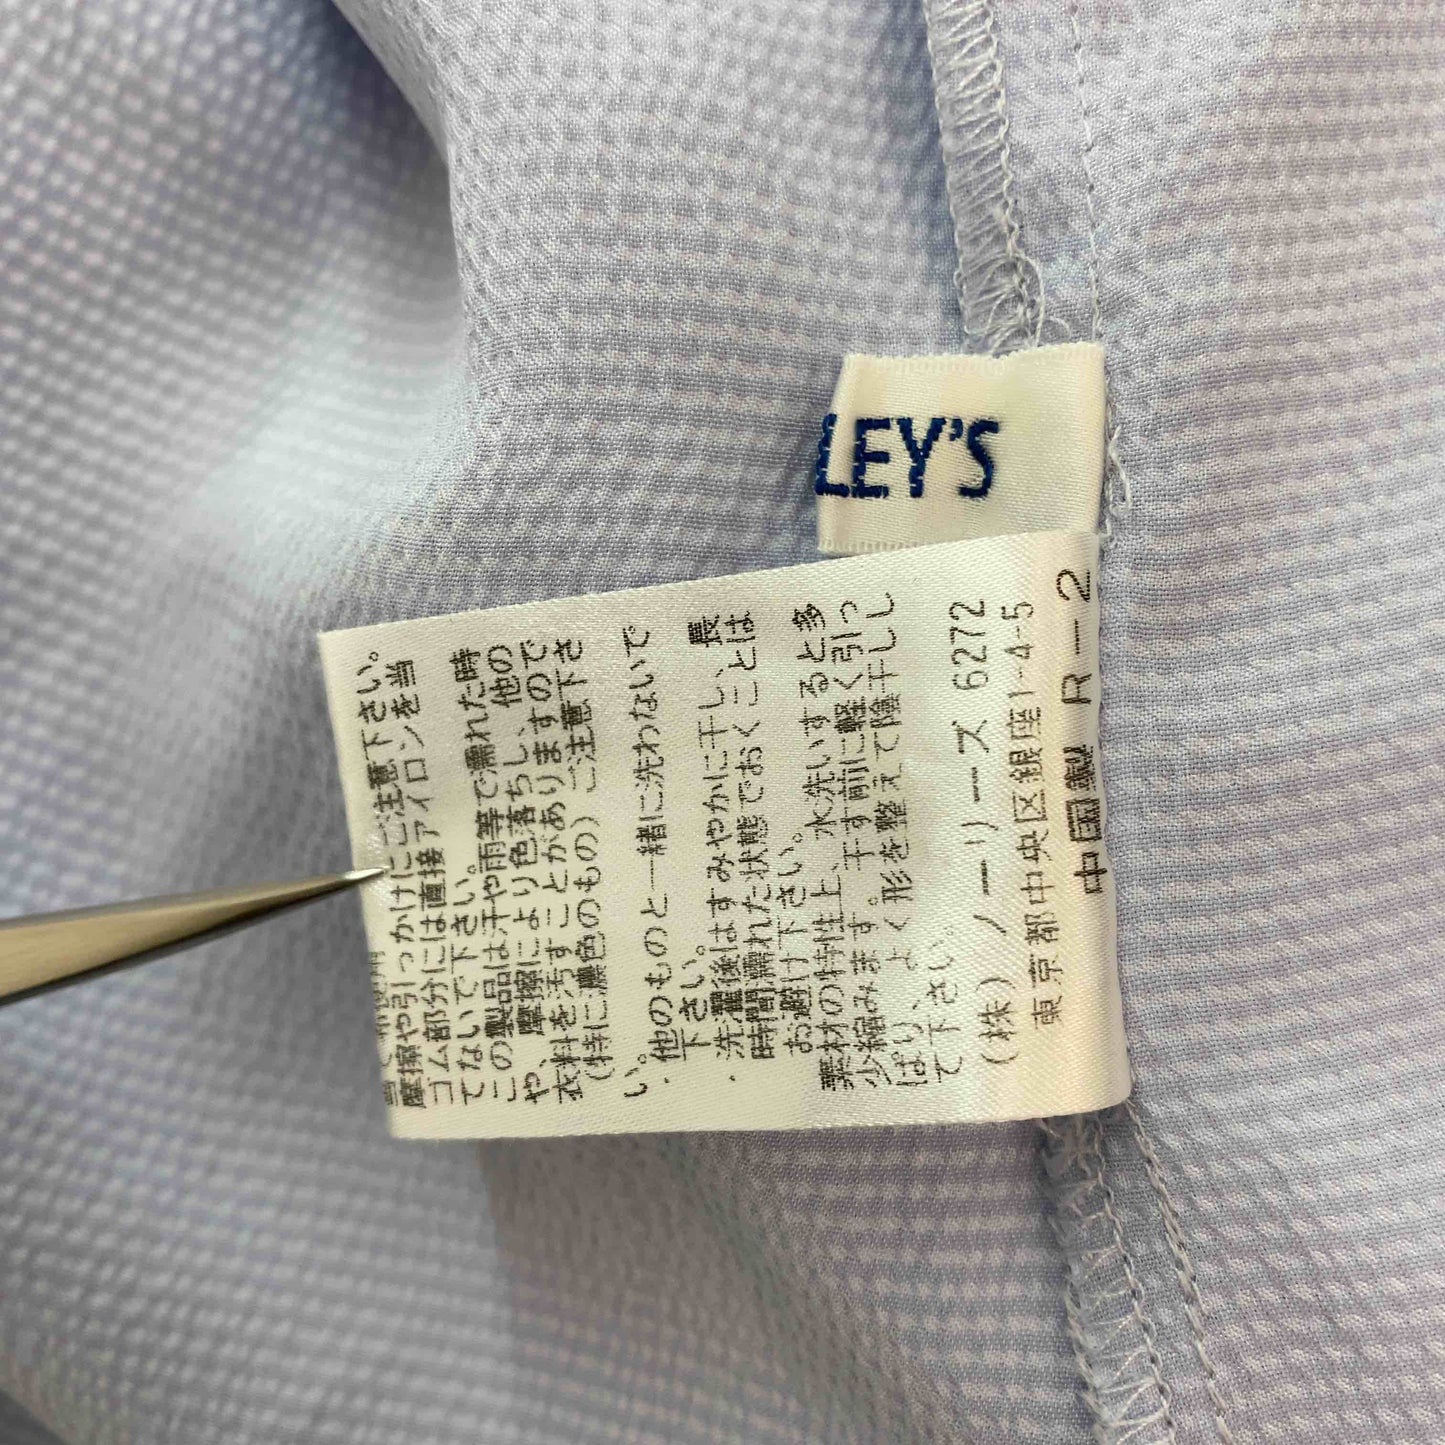 LEY'S
摩擦や引っかけにご注意下さい。
ゴム部分には直接アイロンを当
てないで下さい。
この製品は汗や雨等で濡れた時
や、摩擦により色落ちし、他の
衣料を汚すことがありますので
(特に濃色のもの)ご注意下さ
い。
・他のものと一緒に洗わないで
下さい。
・洗濯後はすみやかに干し、長
時間濡れた状態でおくことは
お避け下さい。
素材の特性上、水洗いすると多
少縮みます。干す前に軽く引っ
ぱり、よく形を整えて陰干しし
て下さい。
(株)ノーリーズ 6272
東京都中央区銀座1-4-5
中国製 R-2